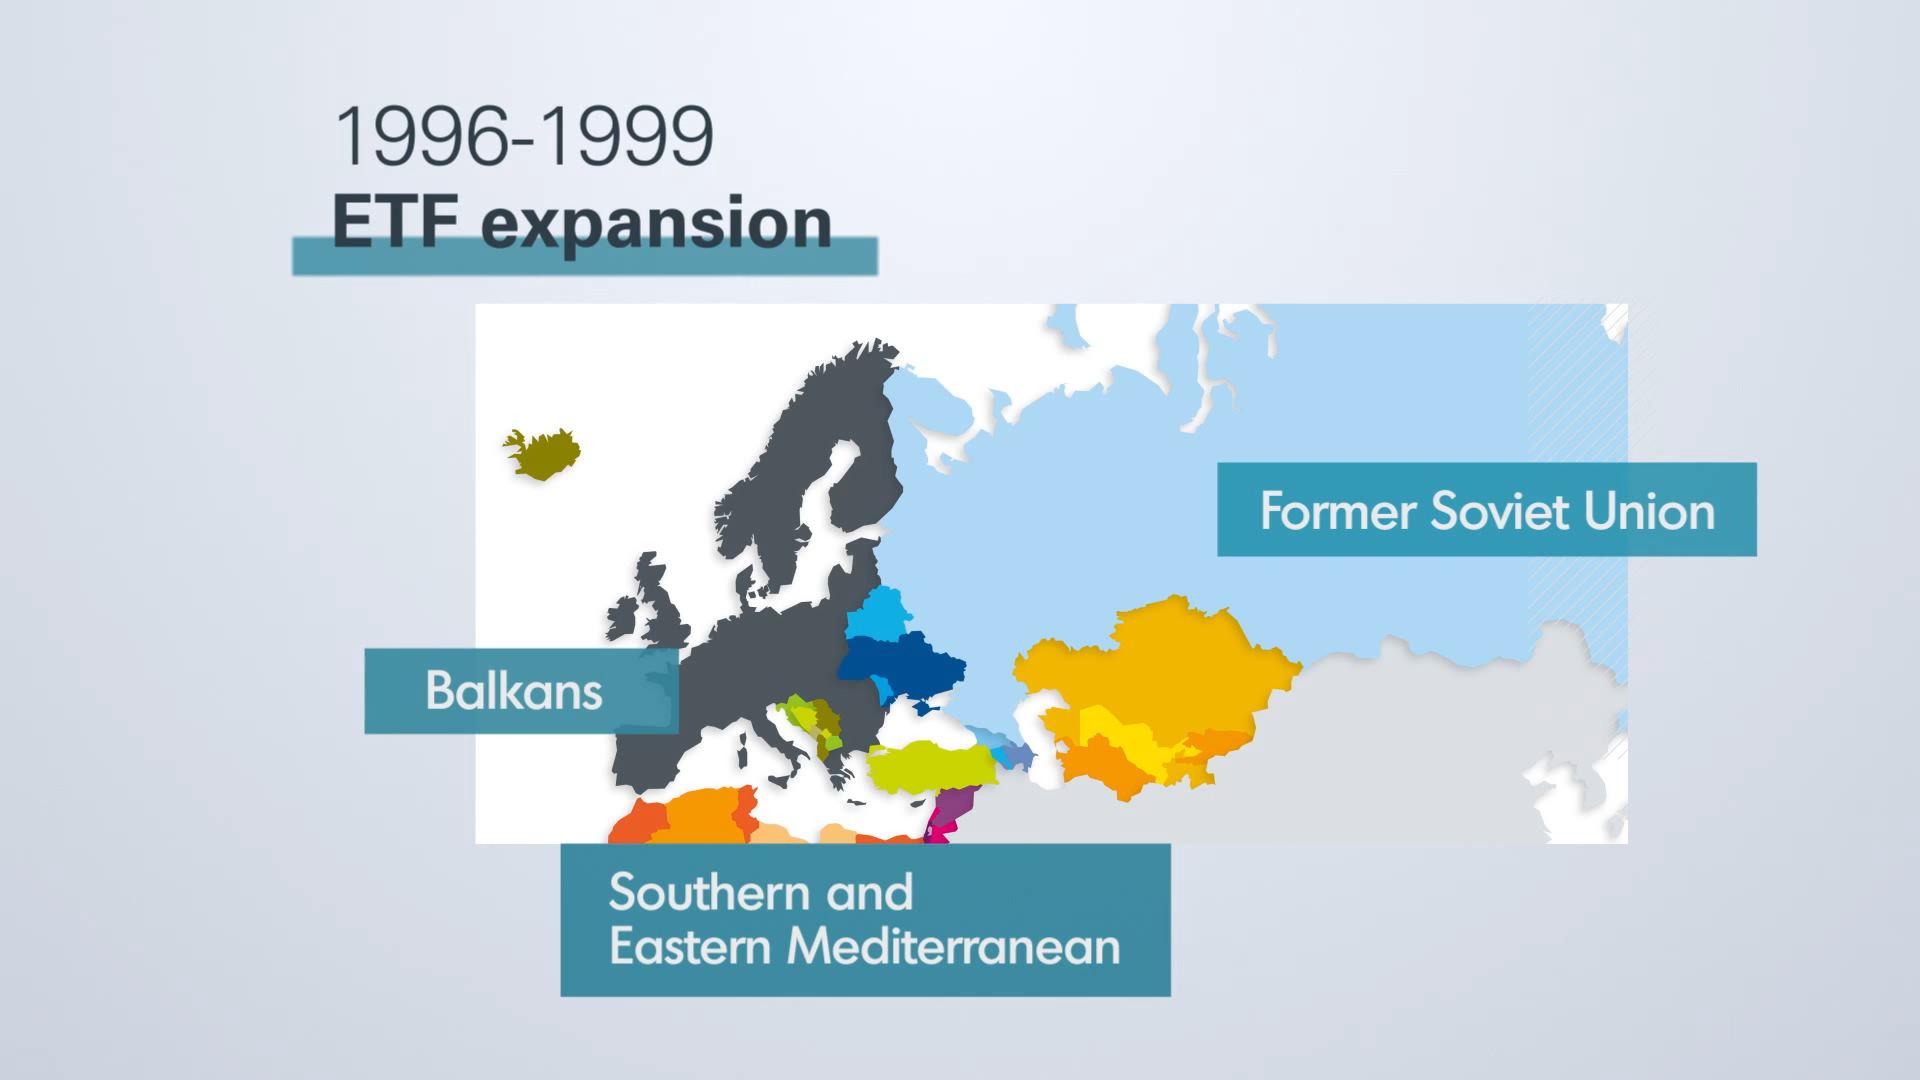 1996-1999
ETF expansion
Former Soviet Union
Balkans
Southern and
Eastern Mediterranean